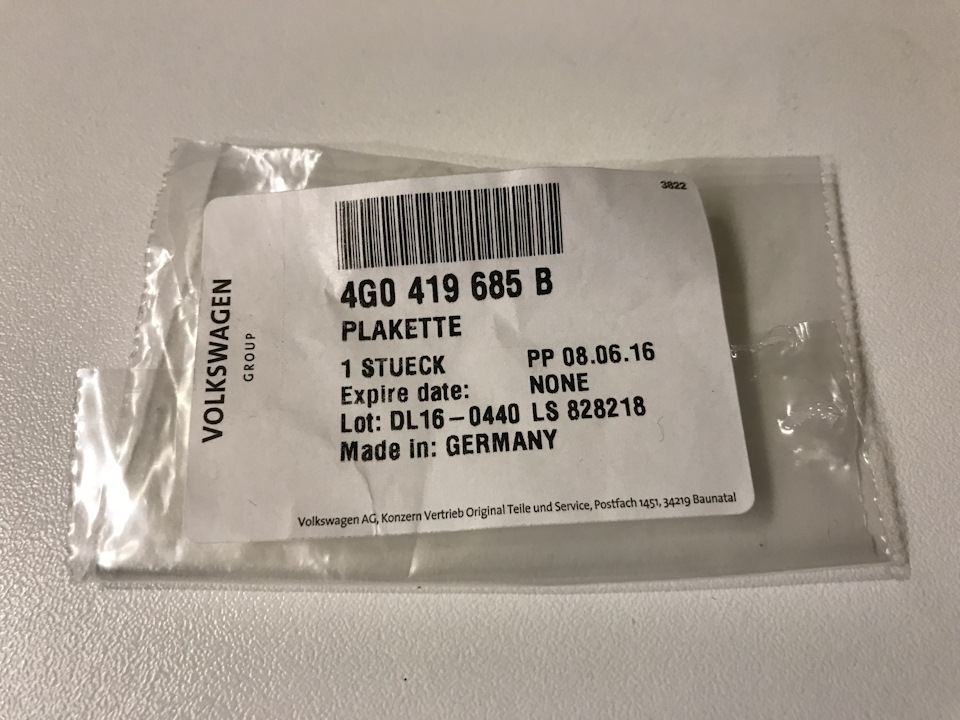 3822
4G0 419 685 B
PLAKETTE
1 STUECK PP 08.06.16
Expire date: NONE
Lot: DL16-0440 LS 828218
Made in: GERMANY
VOLKSWAGEN
GROUP
Volkswagen AG, Konzern Vertrieb Original Teile und Service, Postfach 1451, 34219 Baunatal